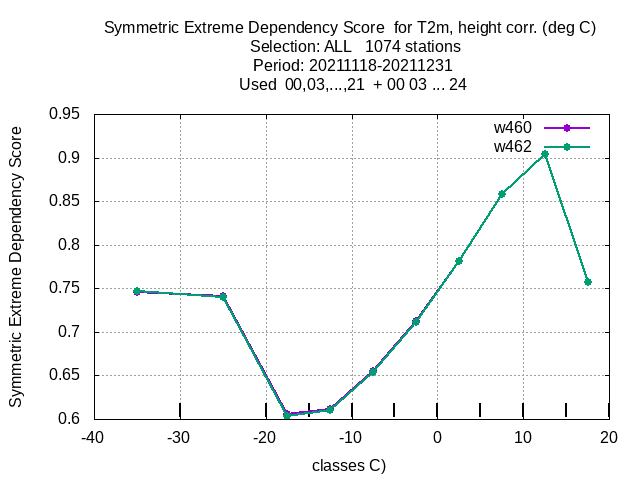 Symmetric Extreme Dependency Score  for T2m, height corr. (deg C)
Selection: ALL   1074 stations
Period: 20211118-20211231
Used  00,03,...,21  + 00 03 ... 24
Symmetric Extreme Dependency Score
0.95
0.9
0.85
0.8
0.75
0.7
0.65
0.6
w460
w462
-40 -30 -20 -10 0 10 20
classes C)